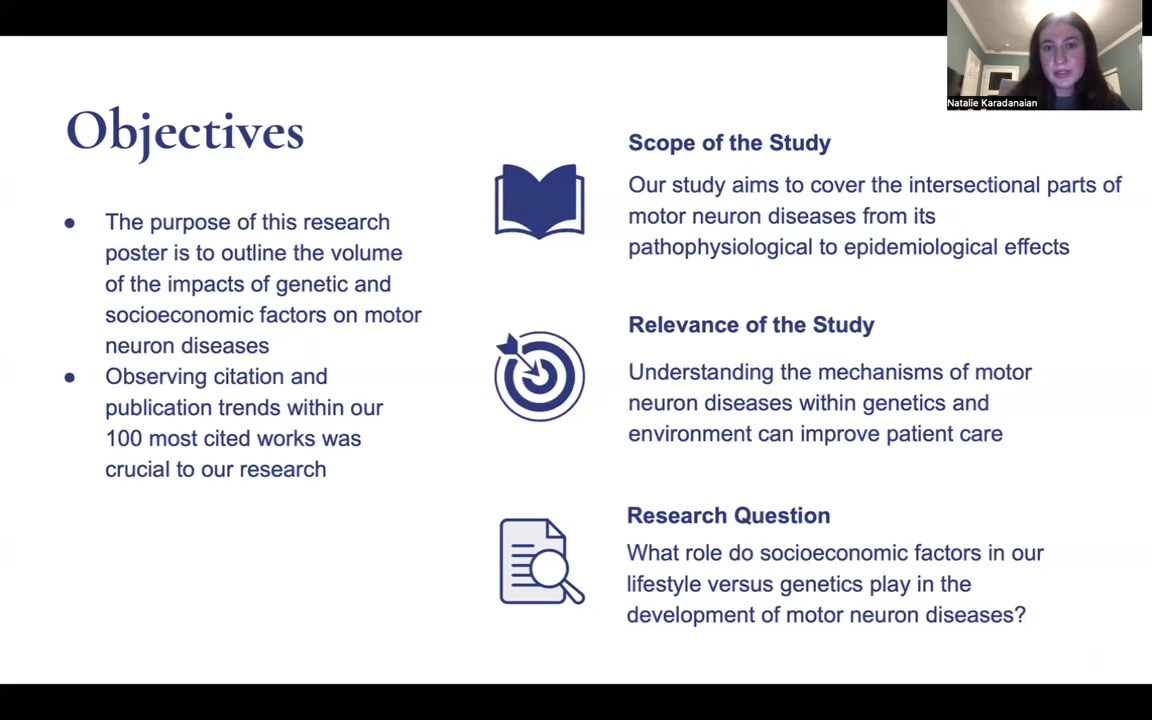 Natalie Karadanaian
Objectives
● The purpose of this research
poster is to outline the volume
of the impacts of genetic and
socioeconomic factors on motor
neuron diseases
● Observing citation and
publication trends within our
100 most cited works was
crucial to our research
Scope of the Study
Our study aims to cover the intersectional parts of
motor neuron diseases from its
pathophysiological to epidemiological effects
Relevance of the Study
Understanding the mechanisms of motor
neuron diseases within genetics and
environment can improve patient care
Research Question
What role do socioeconomic factors in our
lifestyle versus genetics play in the
development of motor neuron diseases?